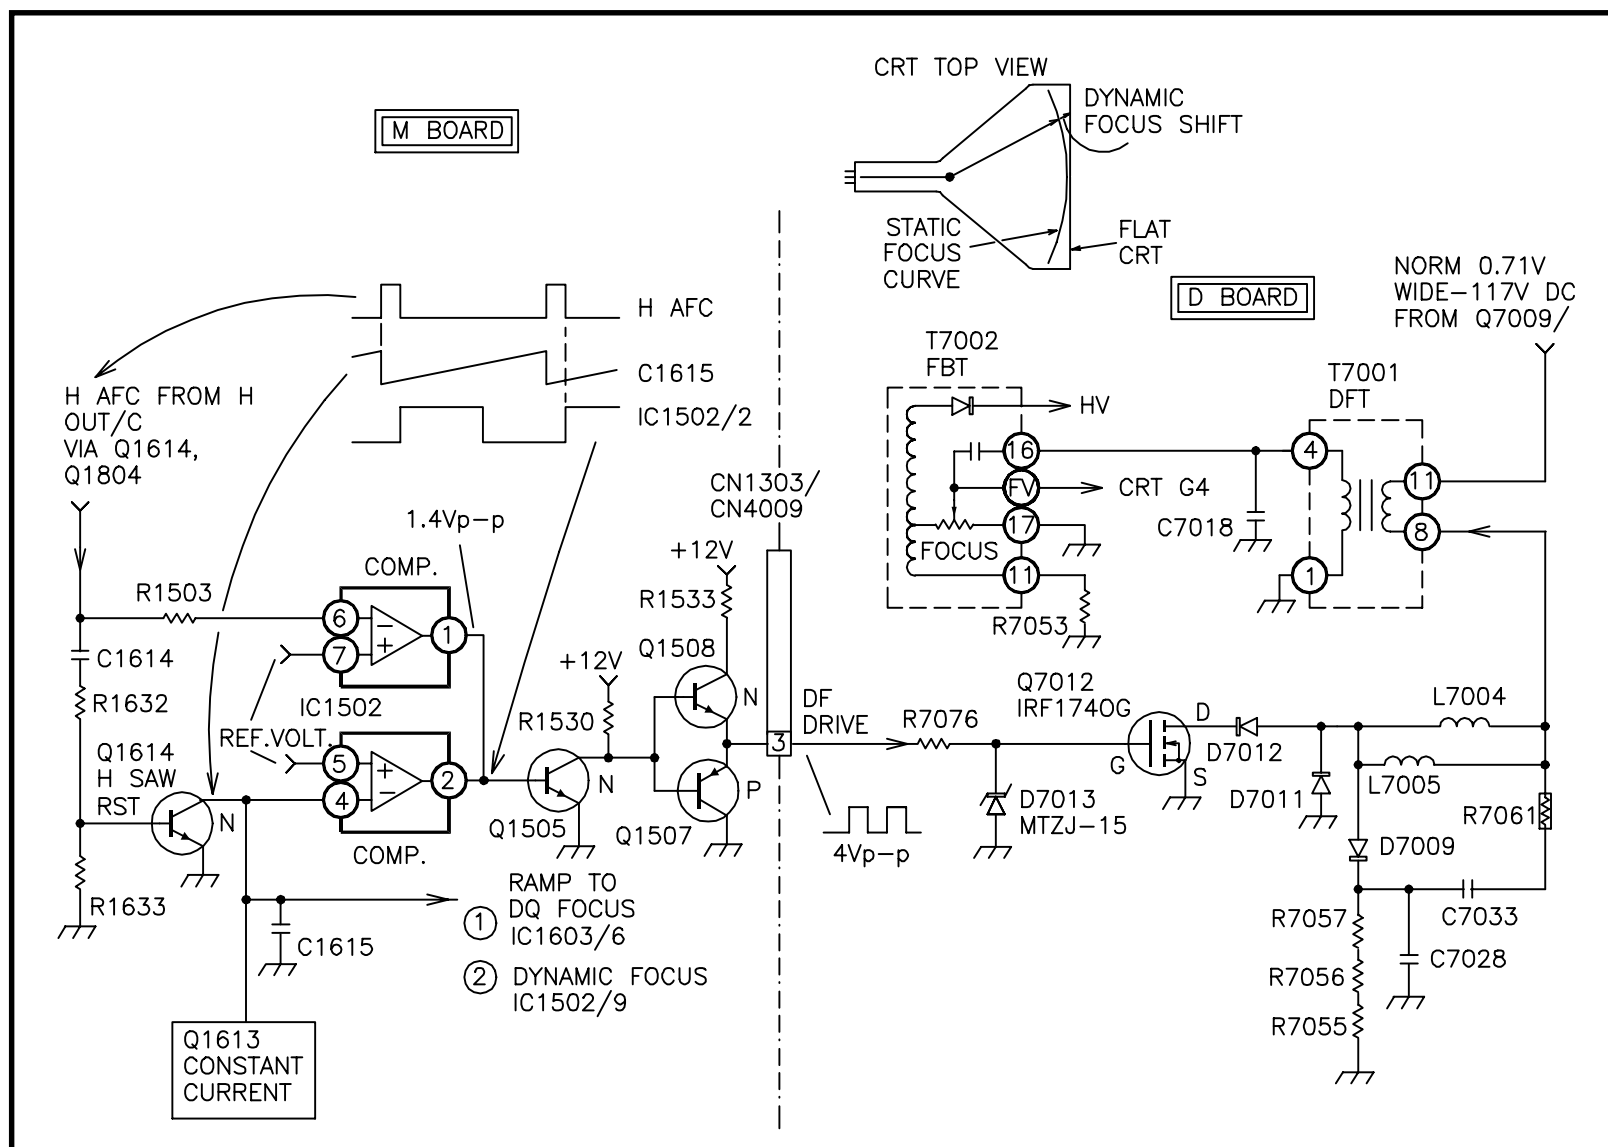 CRT TOP VIEW
DYNAMIC
FOCUS SHIFT
M BOARD
STATIC
FOCUS
CURVE
FLAT
CRT
D BOARD
NORM 0.71V
WIDE-117V DC
FROM Q7009/
H AFC
C1615
IC1502/2
H AFC FROM H
OUT/C
VIA Q1614,
Q1804
T7002
FBT
HV
16
FV
CRT G4
17
FOCUS
11
R7053
C7018
T7001
DFT
4
11
8
1
CN1303/
CN4009
1.4Vp-p
+12V
R1533
COMP.
R1503
6
7
-
+
1
C1614
R1632
IC1502
REF.VOLT.
+12V
R1530
Q1508
N
Q1614
H SAW
RST
N
5
4
+
-
2
COMP.
Q1505
N
Q1507
P
3
DF
DRIVE
4Vp-p
R7076
Q7012
IRF1740G
D
G
S
D7013
MTZJ-15
D7012
D7011
L7004
L7005
R7061
D7009
C7033
R7057
R7056
R7055
C7028
R1633
C1615
1
RAMP TO
DQ FOCUS
IC1603/6
2
DYNAMIC FOCUS
IC1502/9
Q1613
CONSTANT
CURRENT